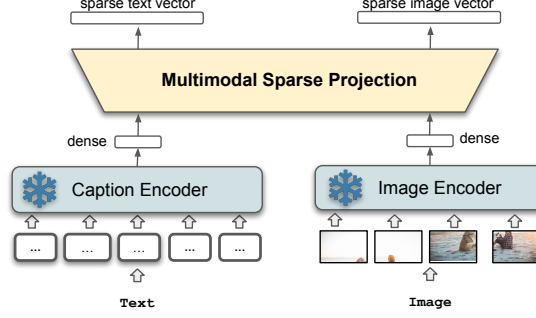 sparse text vector
sparse image vector
Multimodal Sparse Projection
dense
dense
Caption Encoder
Image Encoder
...
...
...
...
...
Text
Image